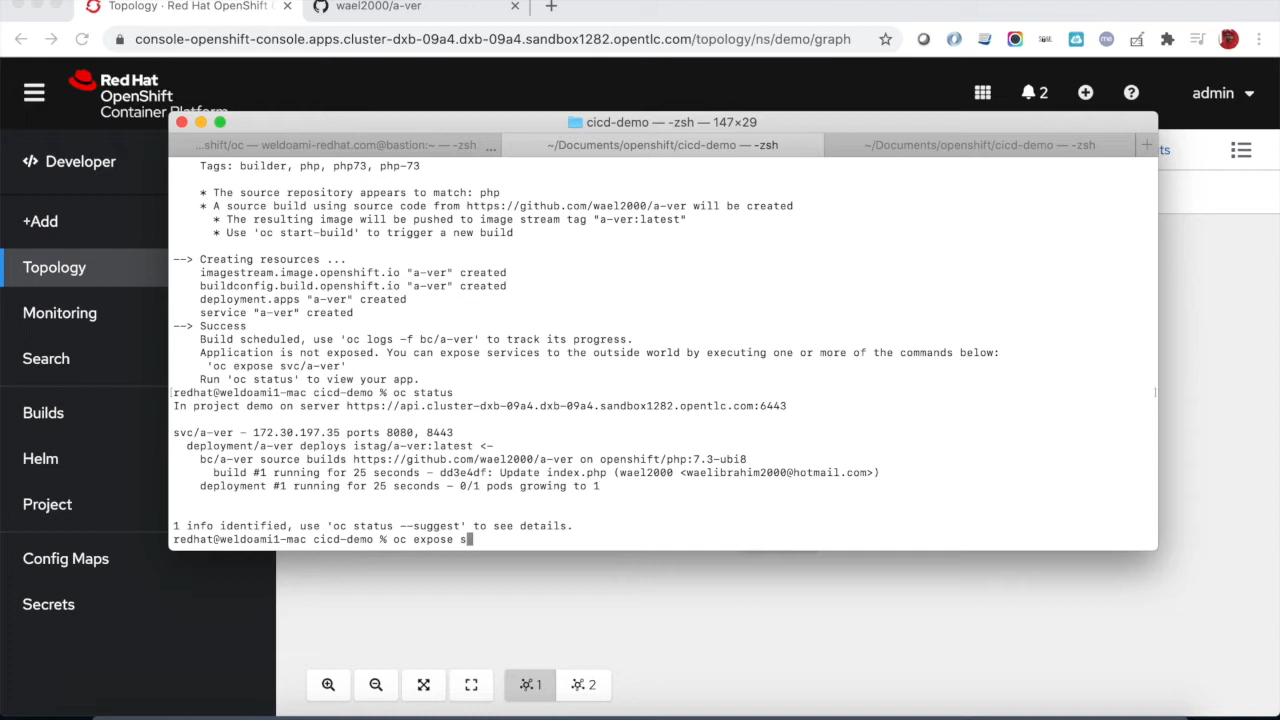 Topology · Red Hat OpenShift C
wael2000/a-ver
console-openshift-console.apps.cluster-dxb-09a4.dxb-09a4.sandbox1282.opentlc.com/topology/ns/demo/graph
Red Hat
OpenShift
Container Platform
2
admin
cicd-demo — -zsh — 147×29
...shift/oc — weldoami-redhat.com@bastion:~ — -zsh ...
~/Documents/openshift/cicd-demo — -zsh
~/Documents/openshift/cicd-demo — -zsh
Developer
+Add
Topology
Monitoring
Search
Builds
Helm
Project
Config Maps
Secrets
Tags: builder, php, php73, php-73
* The source repository appears to match: php
* A source build using source code from https://github.com/wael2000/a-ver will be created
* The resulting image will be pushed to image stream tag "a-ver:latest"
* Use 'oc start-build' to trigger a new build
--> Creating resources ...
imagestream.image.openshift.io "a-ver" created
buildconfig.build.openshift.io "a-ver" created
deployment.apps "a-ver" created
service "a-ver" created
--> Success
Build scheduled, use 'oc logs -f bc/a-ver' to track its progress.
Application is not exposed. You can expose services to the outside world by executing one or more of the commands below:
'oc expose svc/a-ver'
Run 'oc status' to view your app.
[redhat@weldoami1-mac cicd-demo % oc status ]
In project demo on server https://api.cluster-dxb-09a4.dxb-09a4.sandbox1282.opentlc.com:6443
svc/a-ver - 172.30.197.35 ports 8080, 8443
deployment/a-ver deploys istag/a-ver:latest <-
bc/a-ver source builds https://github.com/wael2000/a-ver on openshift/php:7.3-ubi8
build #1 running for 25 seconds - dd3e4df: Update index.php (wael2000 <waelibrahim2000@hotmail.com>)
deployment #1 running for 25 seconds - 0/1 pods growing to 1
1 info identified, use 'oc status --suggest' to see details.
redhat@weldoami1-mac cicd-demo % oc expose s
1
2